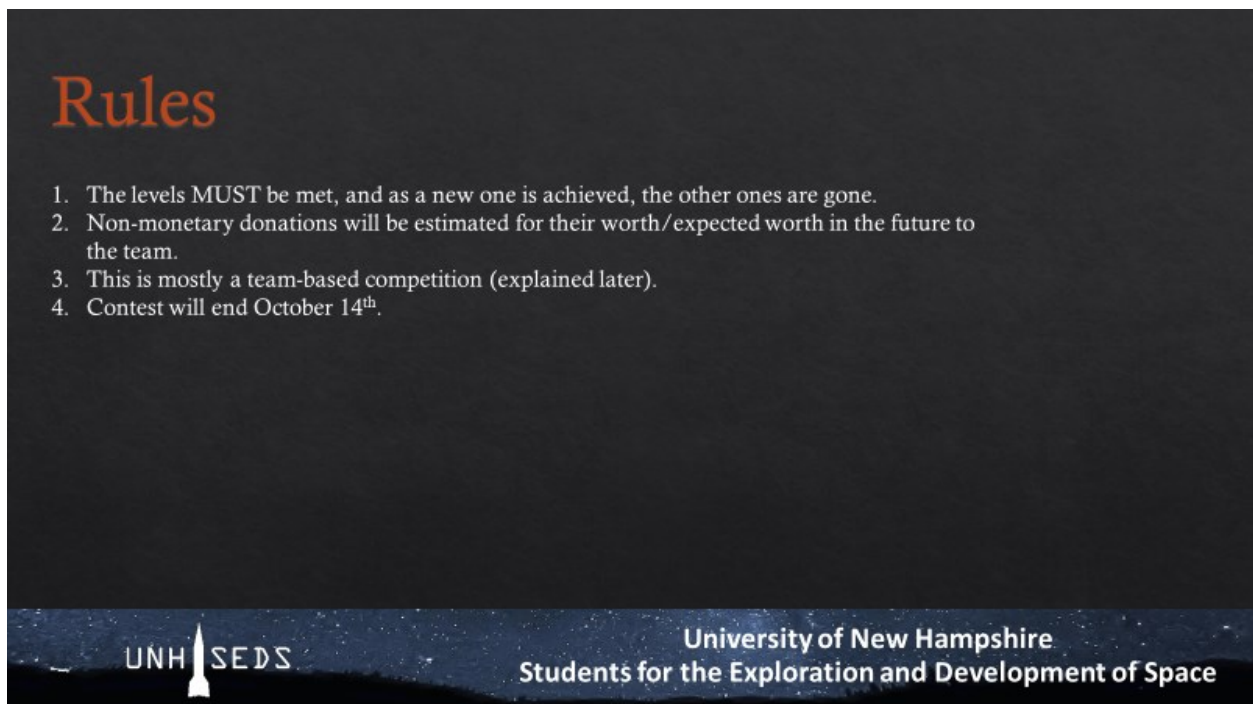 Rules
1. The levels MUST be met, and as a new one is achieved, the other ones are gone.
2. Non-monetary donations will be estimated for their worth/expected worth in the future to
the team.
3. This is mostly a team-based competition (explained later).
4. Contest will end October 14th.
UNH SEDS
University of New Hampshire
Students for the Exploration and Development of Space